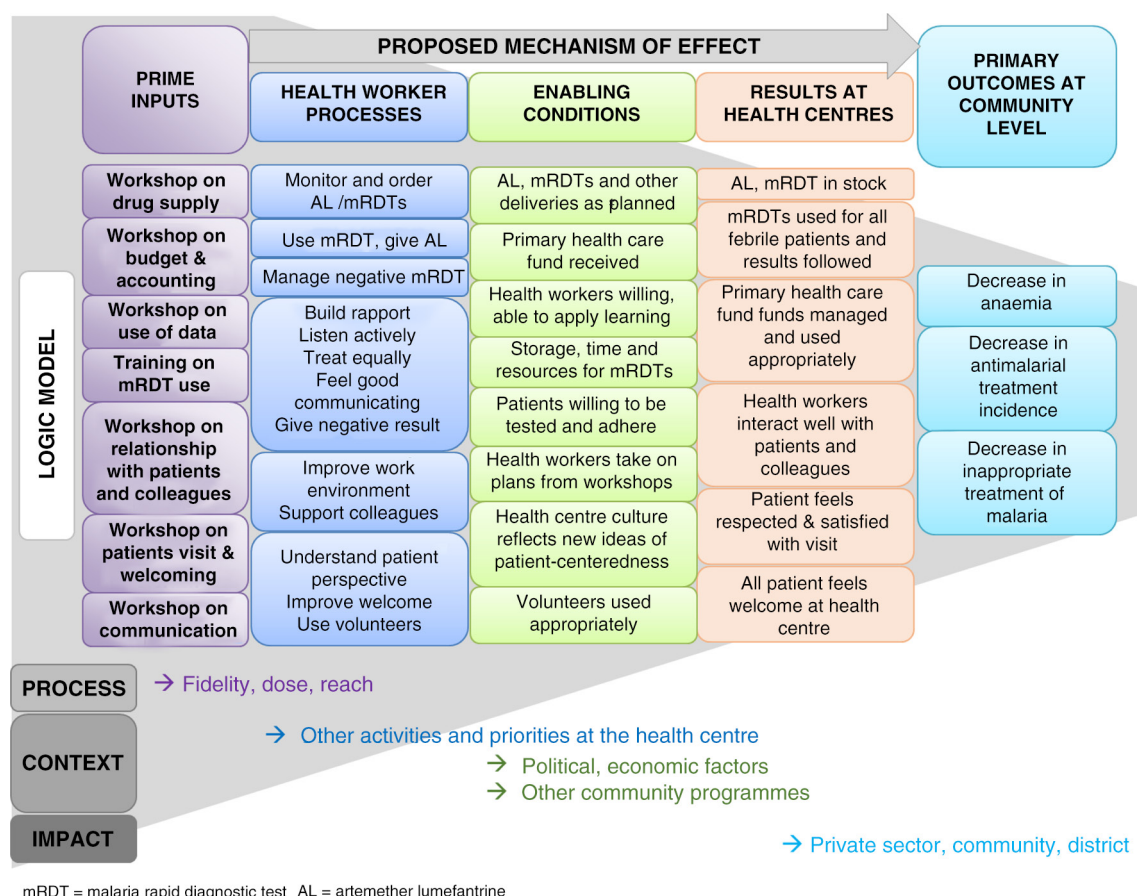 PROPOSED MECHANISM OF EFFECT
PRIME
INPUTS
HEALTH WORKER
PROCESSES
ENABLING
CONDITIONS
RESULTS AT
HEALTH CENTRES
PRIMARY
OUTCOMES AT
COMMUNITY
LEVEL
LOGIC MODEL
Workshop on
drug supply
Workshop on
budget &
accounting
Workshop on
use of data
Training on
mRDT use
Workshop on
relationship
with patients
and colleagues
Workshop on
patients visit &
welcoming
Workshop on
communication
Monitor and order
AL /mRDTs
Use mRDT, give AL
Manage negative mRDT
Build rapport
Listen actively
Treat equally
Feel good
communicating
Give negative result
Improve work
environment
Support colleagues
Understand patient
perspective
Improve welcome
Use volunteers
AL, mRDTs and other
deliveries as planned
Primary health care
fund received
Health workers willing,
able to apply learning
Storage, time and
resources for mRDTs
Patients willing to be
tested and adhere
Health workers take on
plans from workshops
Health centre culture
reflects new ideas of
patient-centeredness
Volunteers used
appropriately
AL, mRDT in stock
mRDTs used for all
febrile patients and
results followed
Primary health care
fund funds managed
and used
appropriately
Health workers
interact well with
patients and
colleagues
Patient feels
respected & satisfied
with visit
All patient feels
welcome at health
centre
Decrease in
anaemia
Decrease in
antimalarial
treatment
incidence
Decrease in
inappropriate
treatment of
malaria
PROCESS
→ Fidelity, dose, reach
CONTEXT
→ Other activities and priorities at the health centre
→ Political, economic factors
→ Other community programmes
IMPACT
→ Private sector, community, district
mRDT = malaria rapid diagnostic test AL = artemether lumefantrine